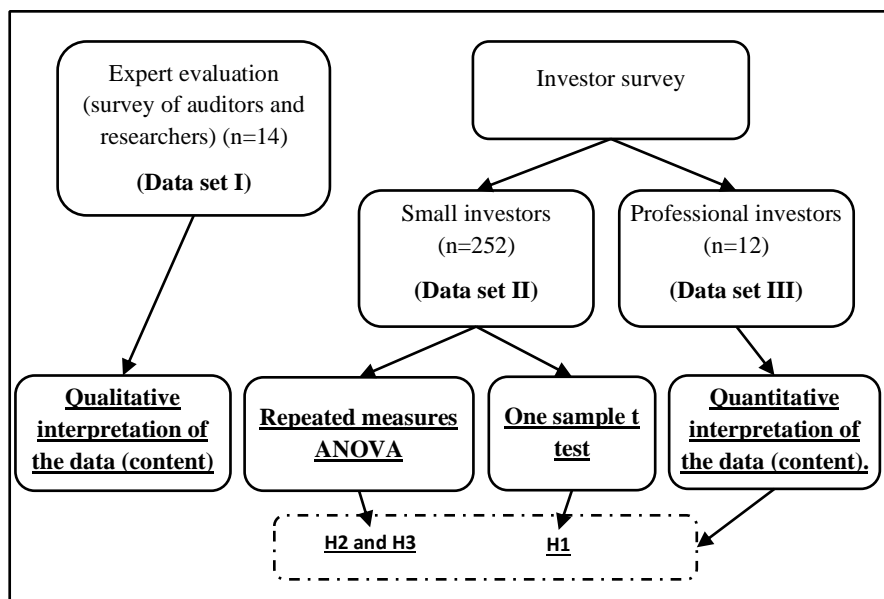 Expert evaluation
(survey of auditors and
researchers) (n=14)
(Data set I)
Investor survey
Small investors
(n=252)
(Data set II)
Professional investors
(n=12)
(Data set III)
Qualitative
interpretation of
the data (content)
Repeated measures
ANOVA
One sample t
test
Quantitative
interpretation of
the data (content).
H2 and H3
H1